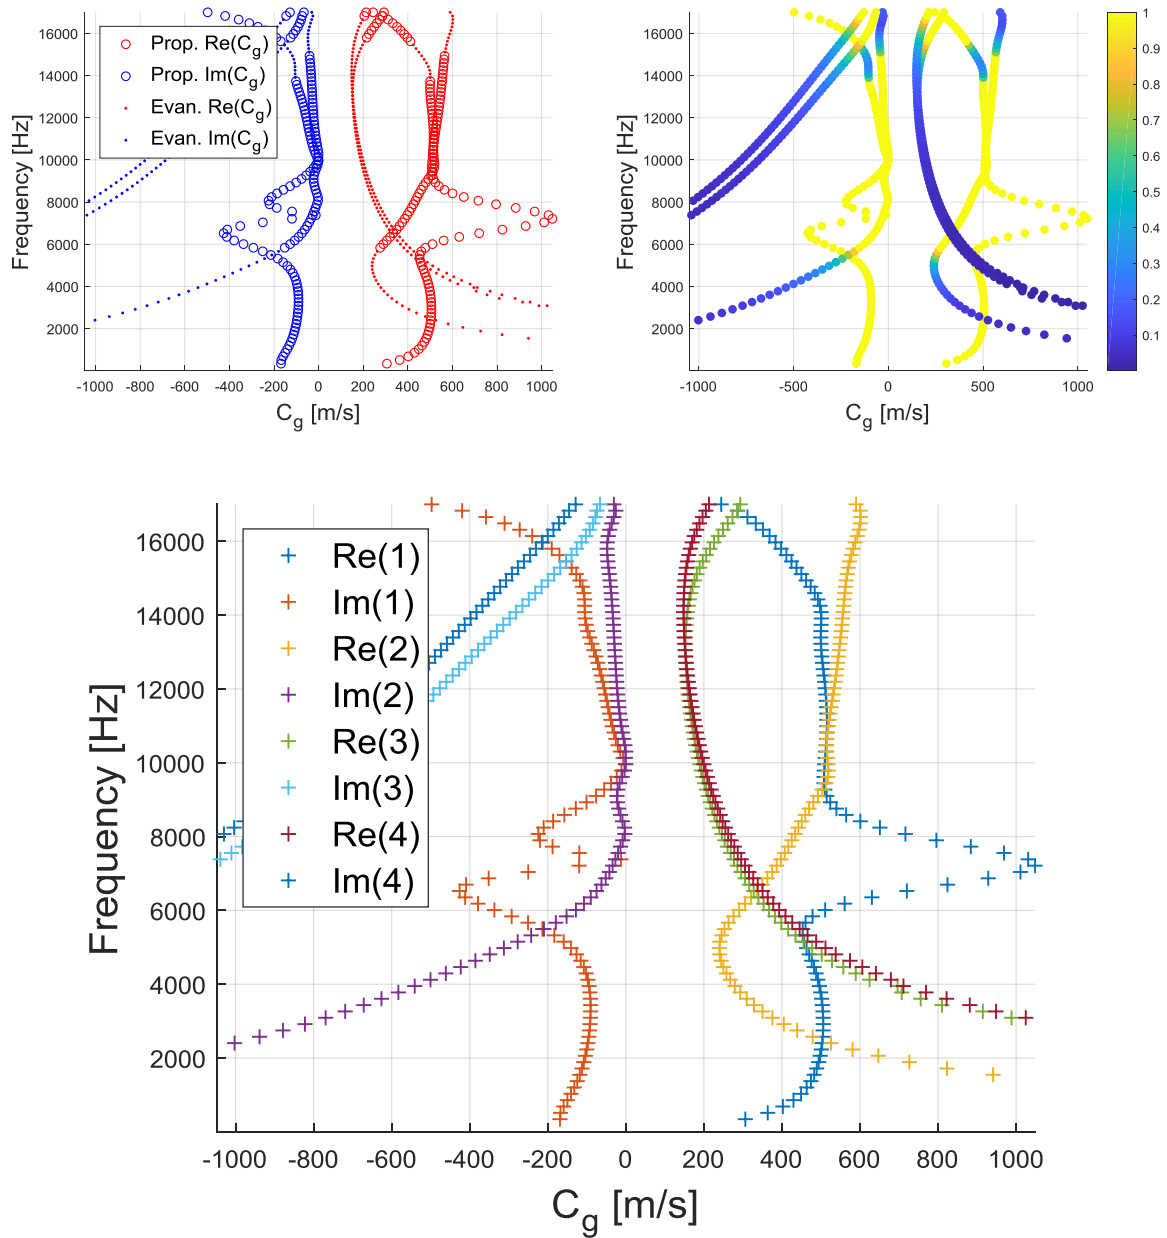 16000
14000
12000
10000
8000
6000
4000
2000
Frequency [Hz]
Prop. Re(Cg)
Prop. Im(Cg)
Evan. Re(Cg)
Evan. Im(Cg)
-1000 -800 -600 -400 -200 0 200 400 600 800 1000
Cg [m/s]
16000
14000
12000
10000
8000
6000
4000
2000
Frequency [Hz]
-1000 -500 0 500 1000
Cg [m/s]
1
0.9
0.8
0.7
0.6
0.5
0.4
0.3
0.2
0.1
16000
14000
12000
10000
8000
6000
4000
2000
Frequency [Hz]
Re(1)
Im(1)
Re(2)
Im(2)
Re(3)
Im(3)
Re(4)
Im(4)
-1000 -800 -600 -400 -200 0 200 400 600 800 1000
Cg [m/s]